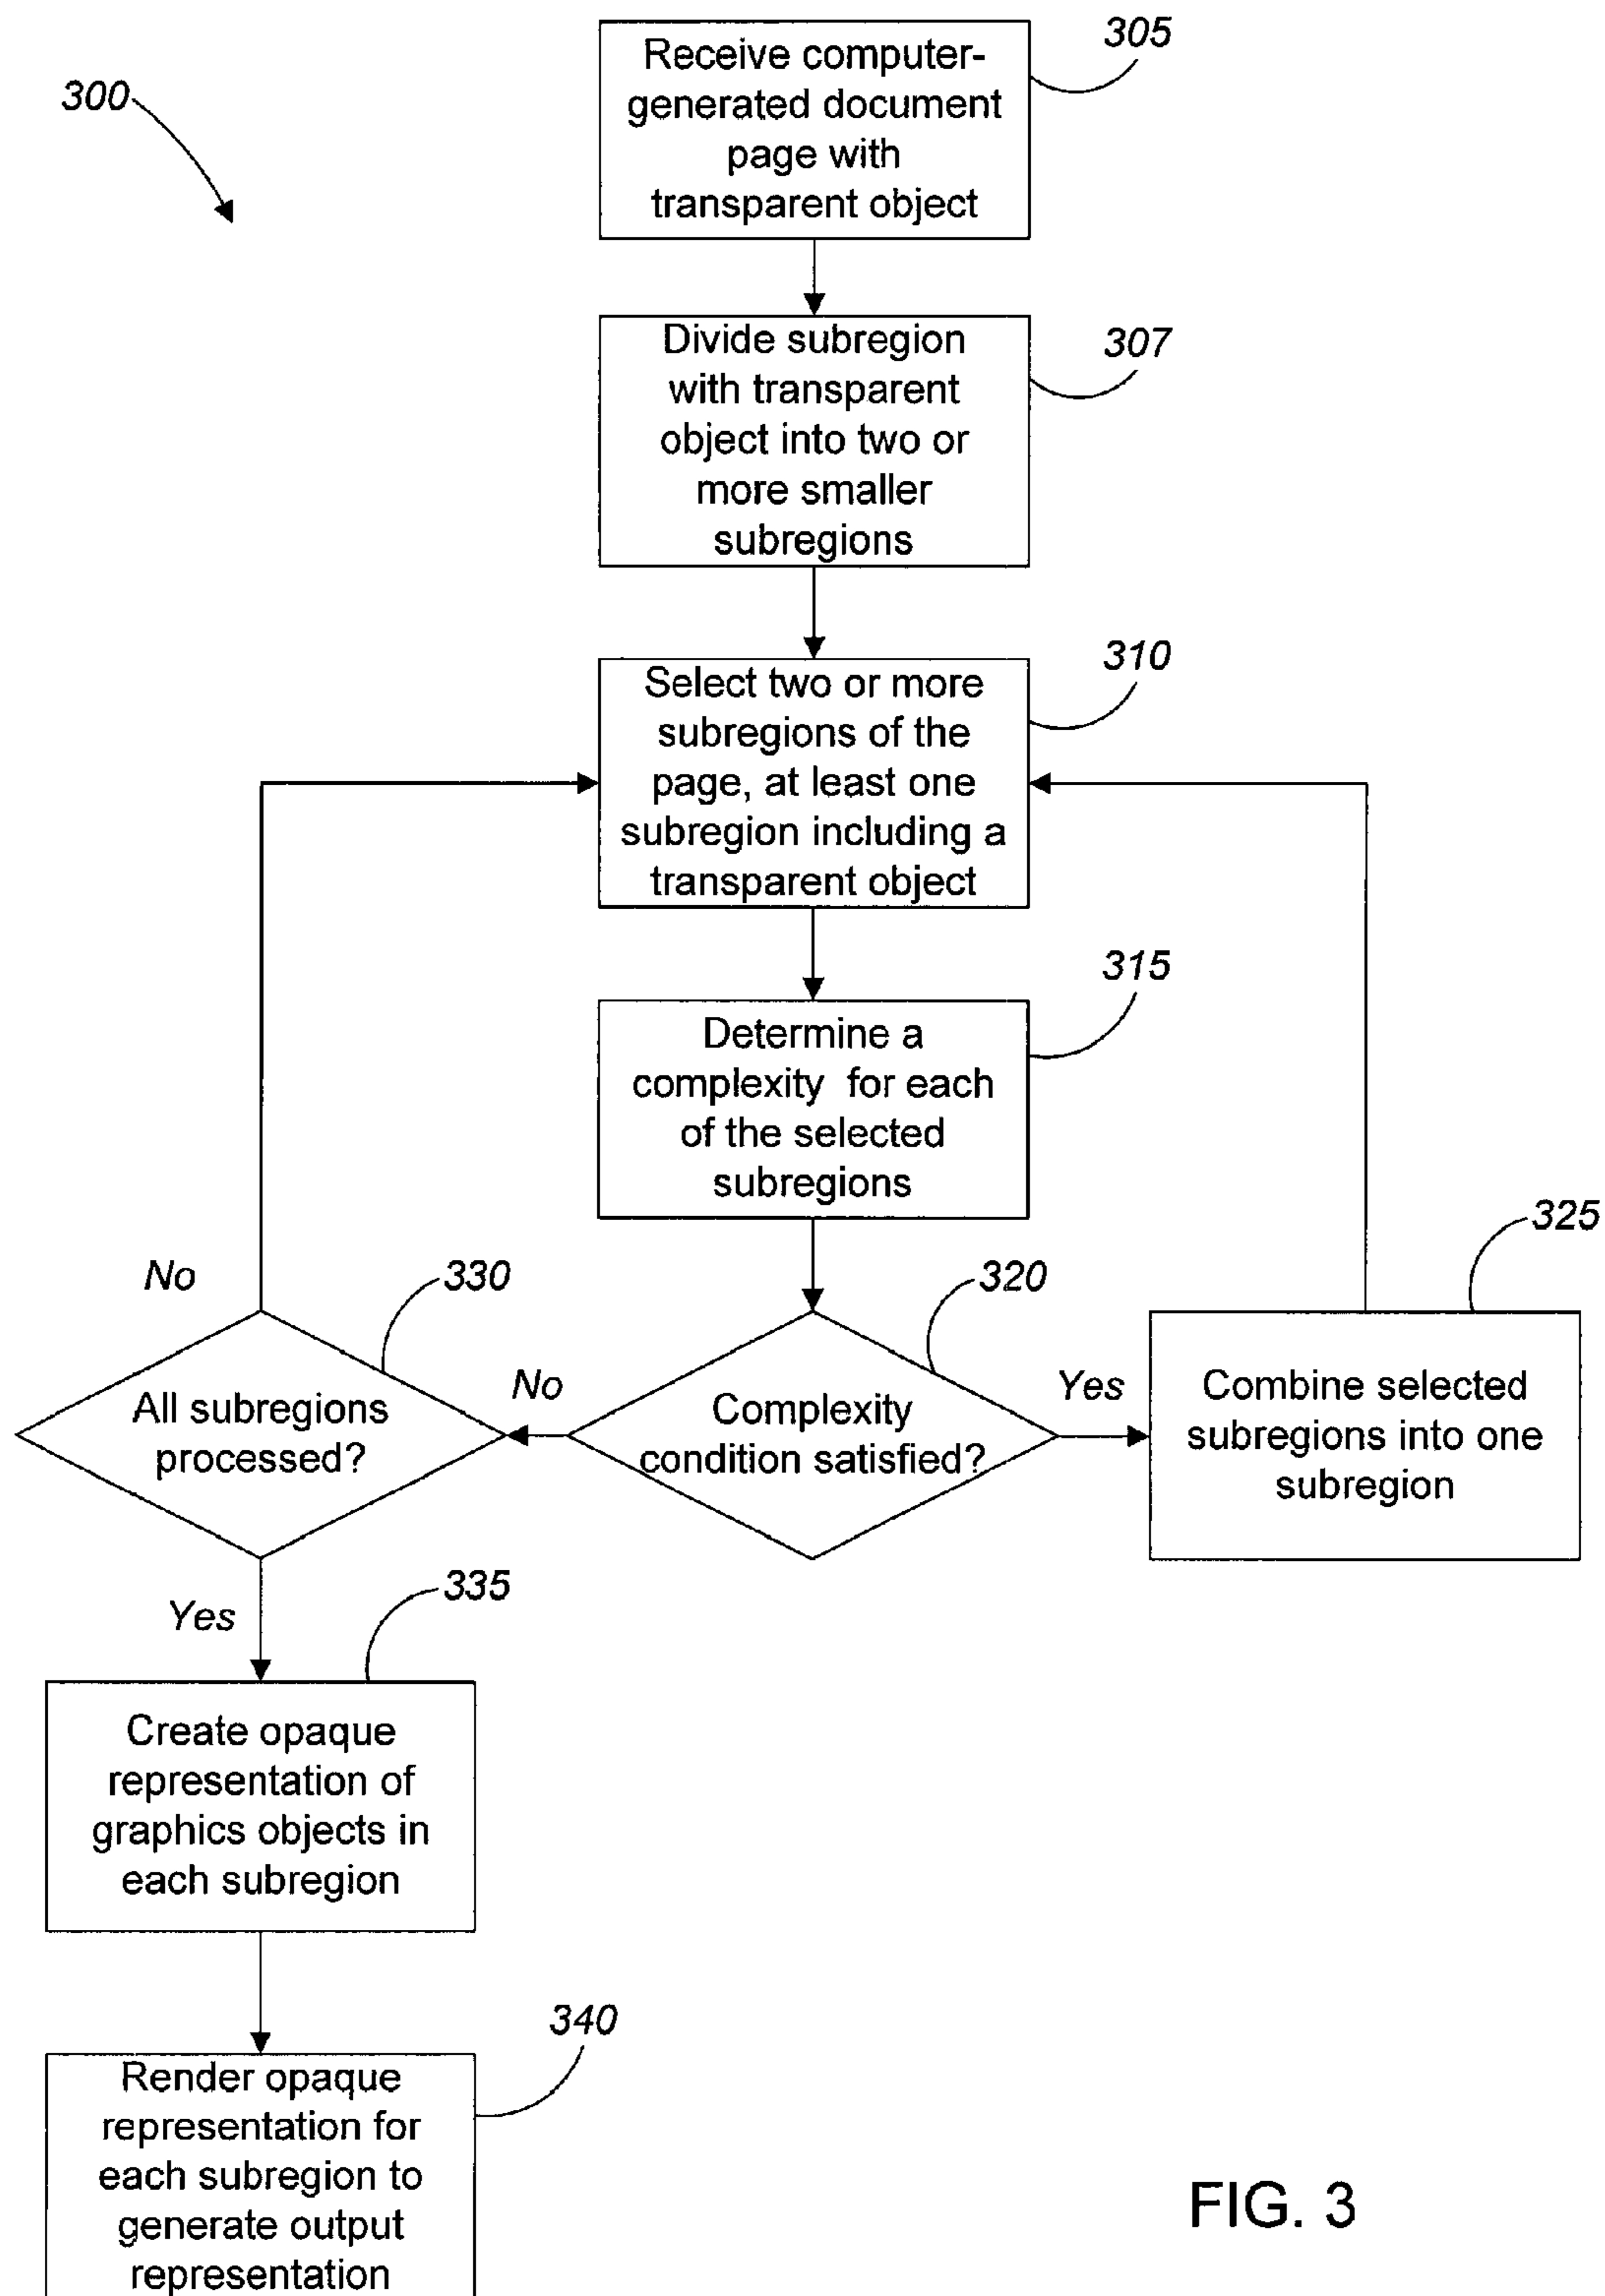 300
305
Receive computer-
generated document
page with
transparent object
307
Divide subregion
with transparent
object into two or
more smaller
subregions
310
Select two or more
subregions of the
page, at least one
subregion including a
transparent object
315
Determine a
complexity for each
of the selected
subregions
320
Complexity
condition satisfied?
Yes
325
Combine selected
subregions into one
subregion
No
330
All subregions
processed?
No
Yes
335
Create opaque
representation of
graphics objects in
each subregion
340
Render opaque
representation for
each subregion to
generate output
representation
FIG. 3